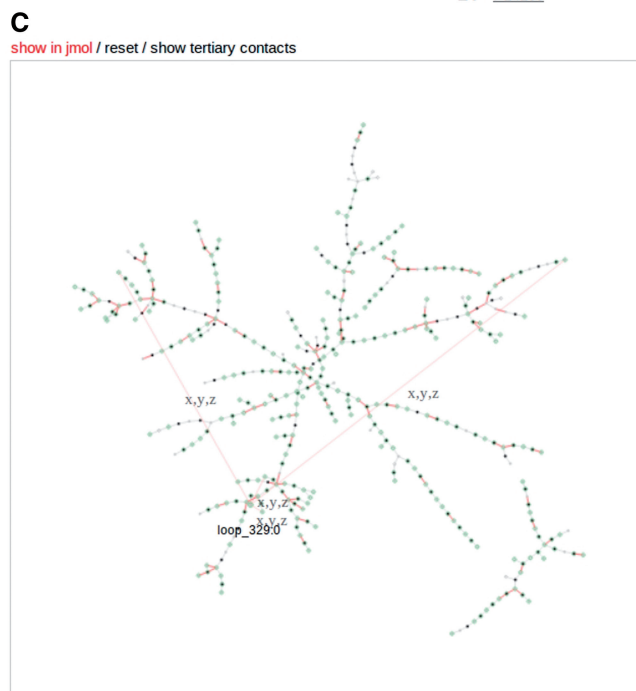 C
show in jmol / reset / show tertiary contacts
x,y,z
x,y,z
x,y,z
x,y,z
loop_329:0